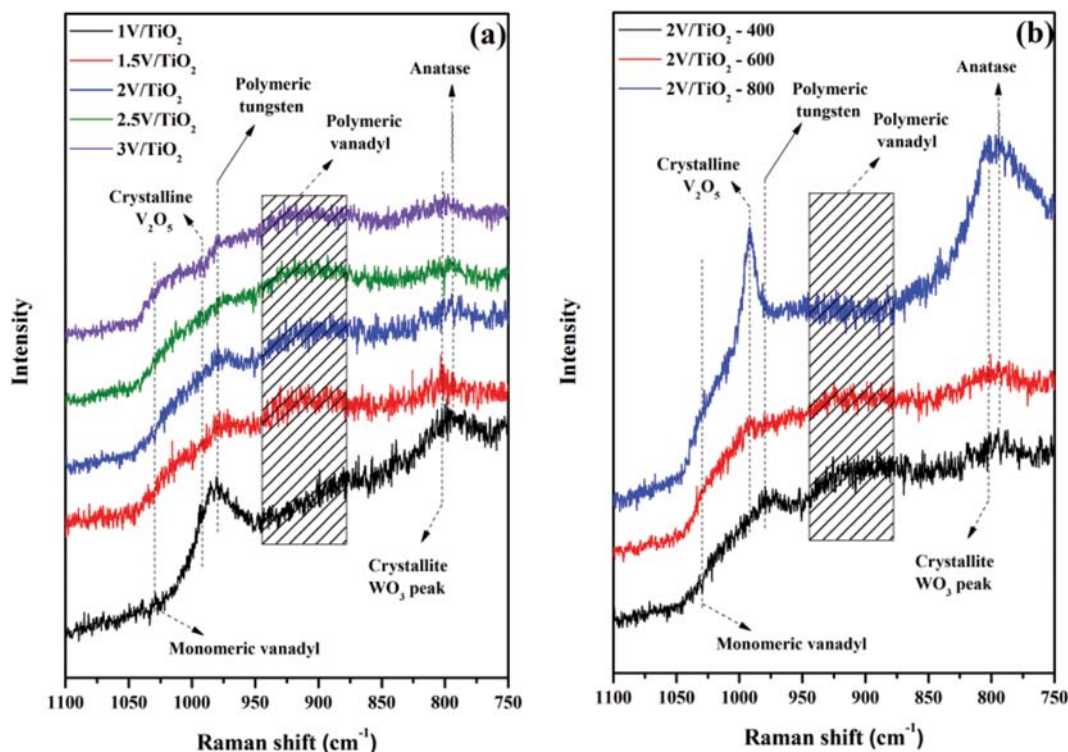 (a)
1V/TiO₂
1.5V/TiO₂
2V/TiO₂
2.5V/TiO₂
3V/TiO₂
Polymeric
tungsten
Anatase
Polymeric
vanadyl
Crystalline
V₂O₅
Crystallite
WO₃ peak
Monomeric vanadyl
Intensity
1100 1050 1000 950 900 850 800 750
Raman shift (cm⁻¹)
(b)
2V/TiO₂ - 400
2V/TiO₂ - 600
2V/TiO₂ - 800
Anatase
Polymeric
tungsten
Polymeric
vanadyl
Crystalline
V₂O₅
Crystallite
WO₃ peak
Monomeric vanadyl
Intensity
1100 1050 1000 950 900 850 800 750
Raman shift (cm⁻¹)